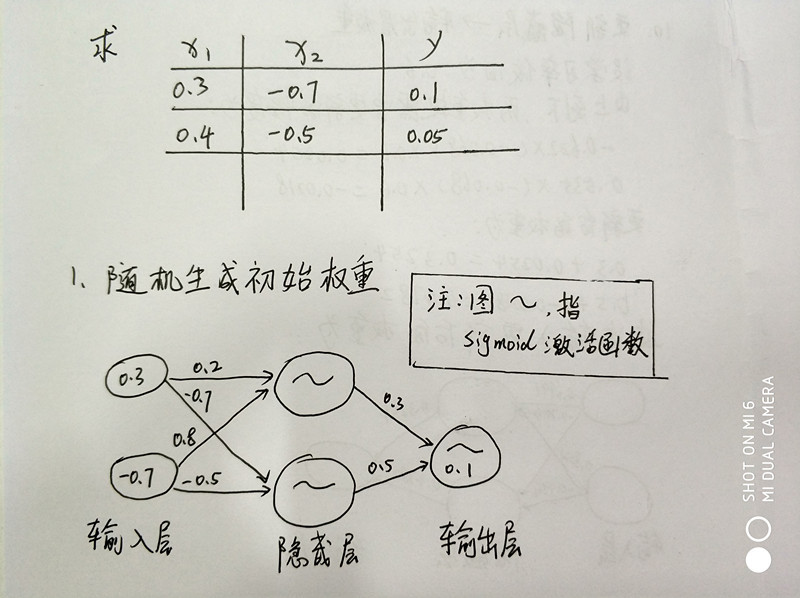 求 x₁ x₂ y
0.3 -0.7 0.1
0.4 -0.5 0.05
1、随机生成初始权重
注:图～,指
sigmoid 激活函数
0.3 0.2 ～
-0.7 0.3
0.8 ～
-0.7 -0.5 ～ 0.5 0.1
输入层 隐藏层 输出层
SHOT ON MI 6
MI DUAL CAMERA